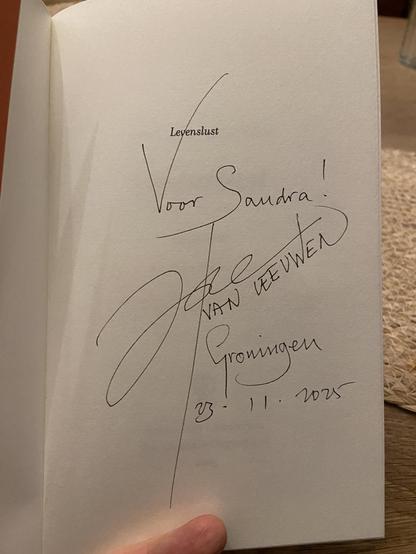 Levenslust
Voor Sandra!
VAN LEEUWEN
Groningen
23-11.2025